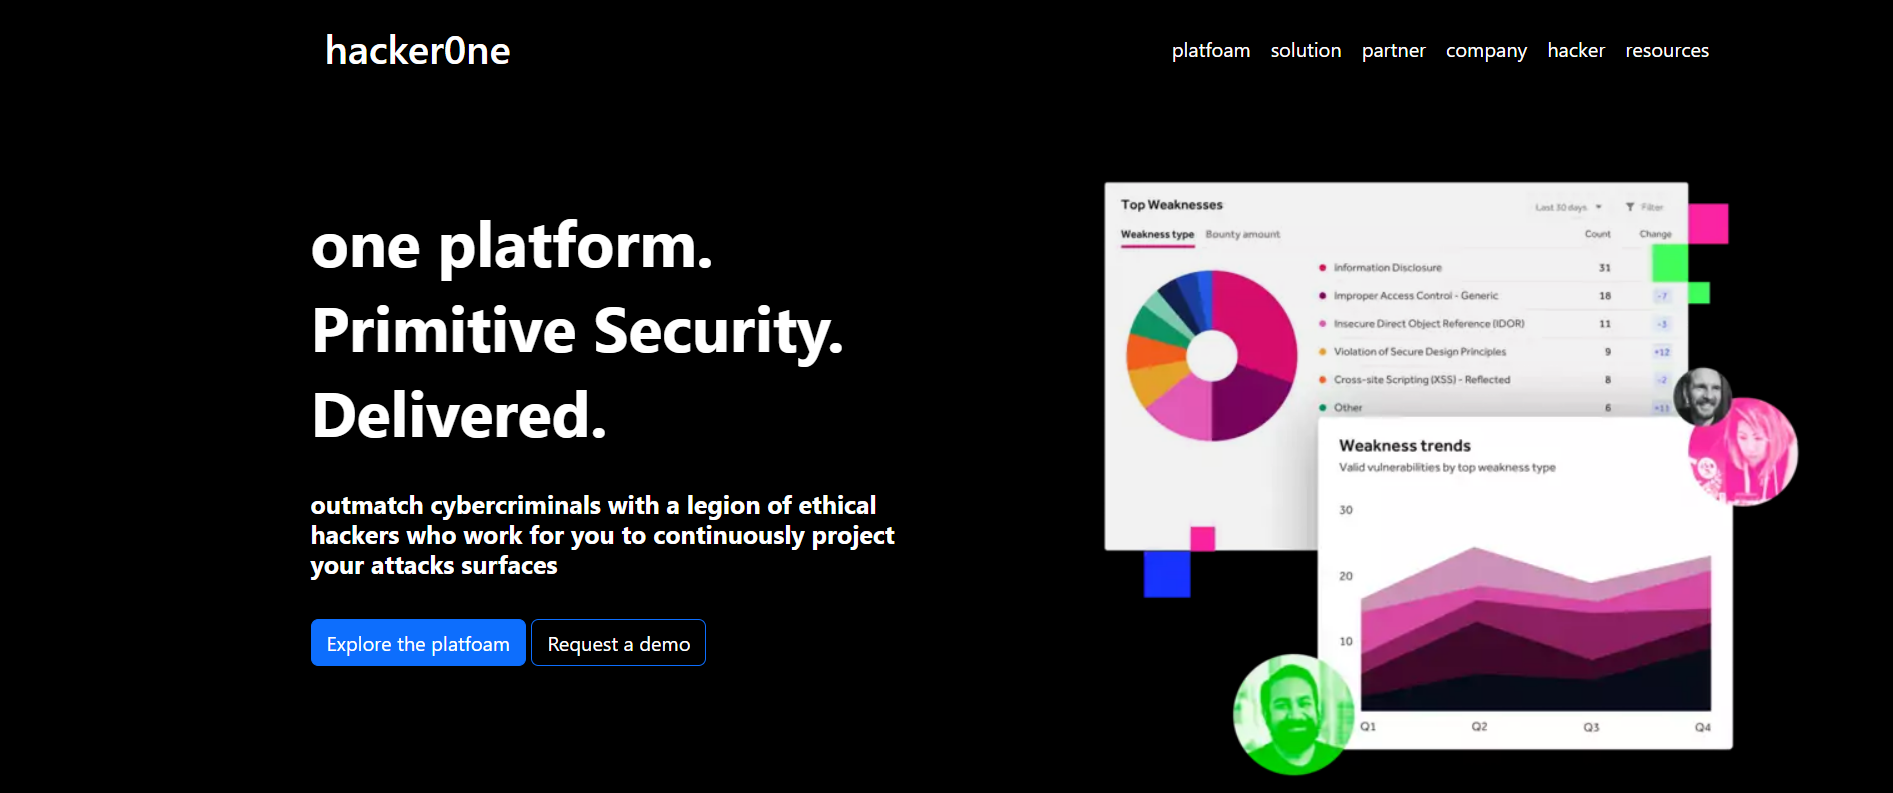 hacker0ne
platfoam solution partner company hacker resources
one platform.
Primitive Security.
Delivered.
outmatch cybercriminals with a legion of ethical
hackers who work for you to continuously project
your attacks surfaces
Explore the platfoam Request a demo
Top Weaknesses
Last 30 days Filter
Weakness type Bounty amount Count Change
Information Disclosure 31
Improper Access Control - Generic 18 -7
Insecure Direct Object Reference (IDOR) 11 -3
Violation of Secure Design Principles 9 +12
Cross-site Scripting (XSS) - Reflected 8 -2
Other 6 +11
Weakness trends
Valid vulnerabilities by top weakness type
30
20
10
Q1 Q2 Q3 Q4